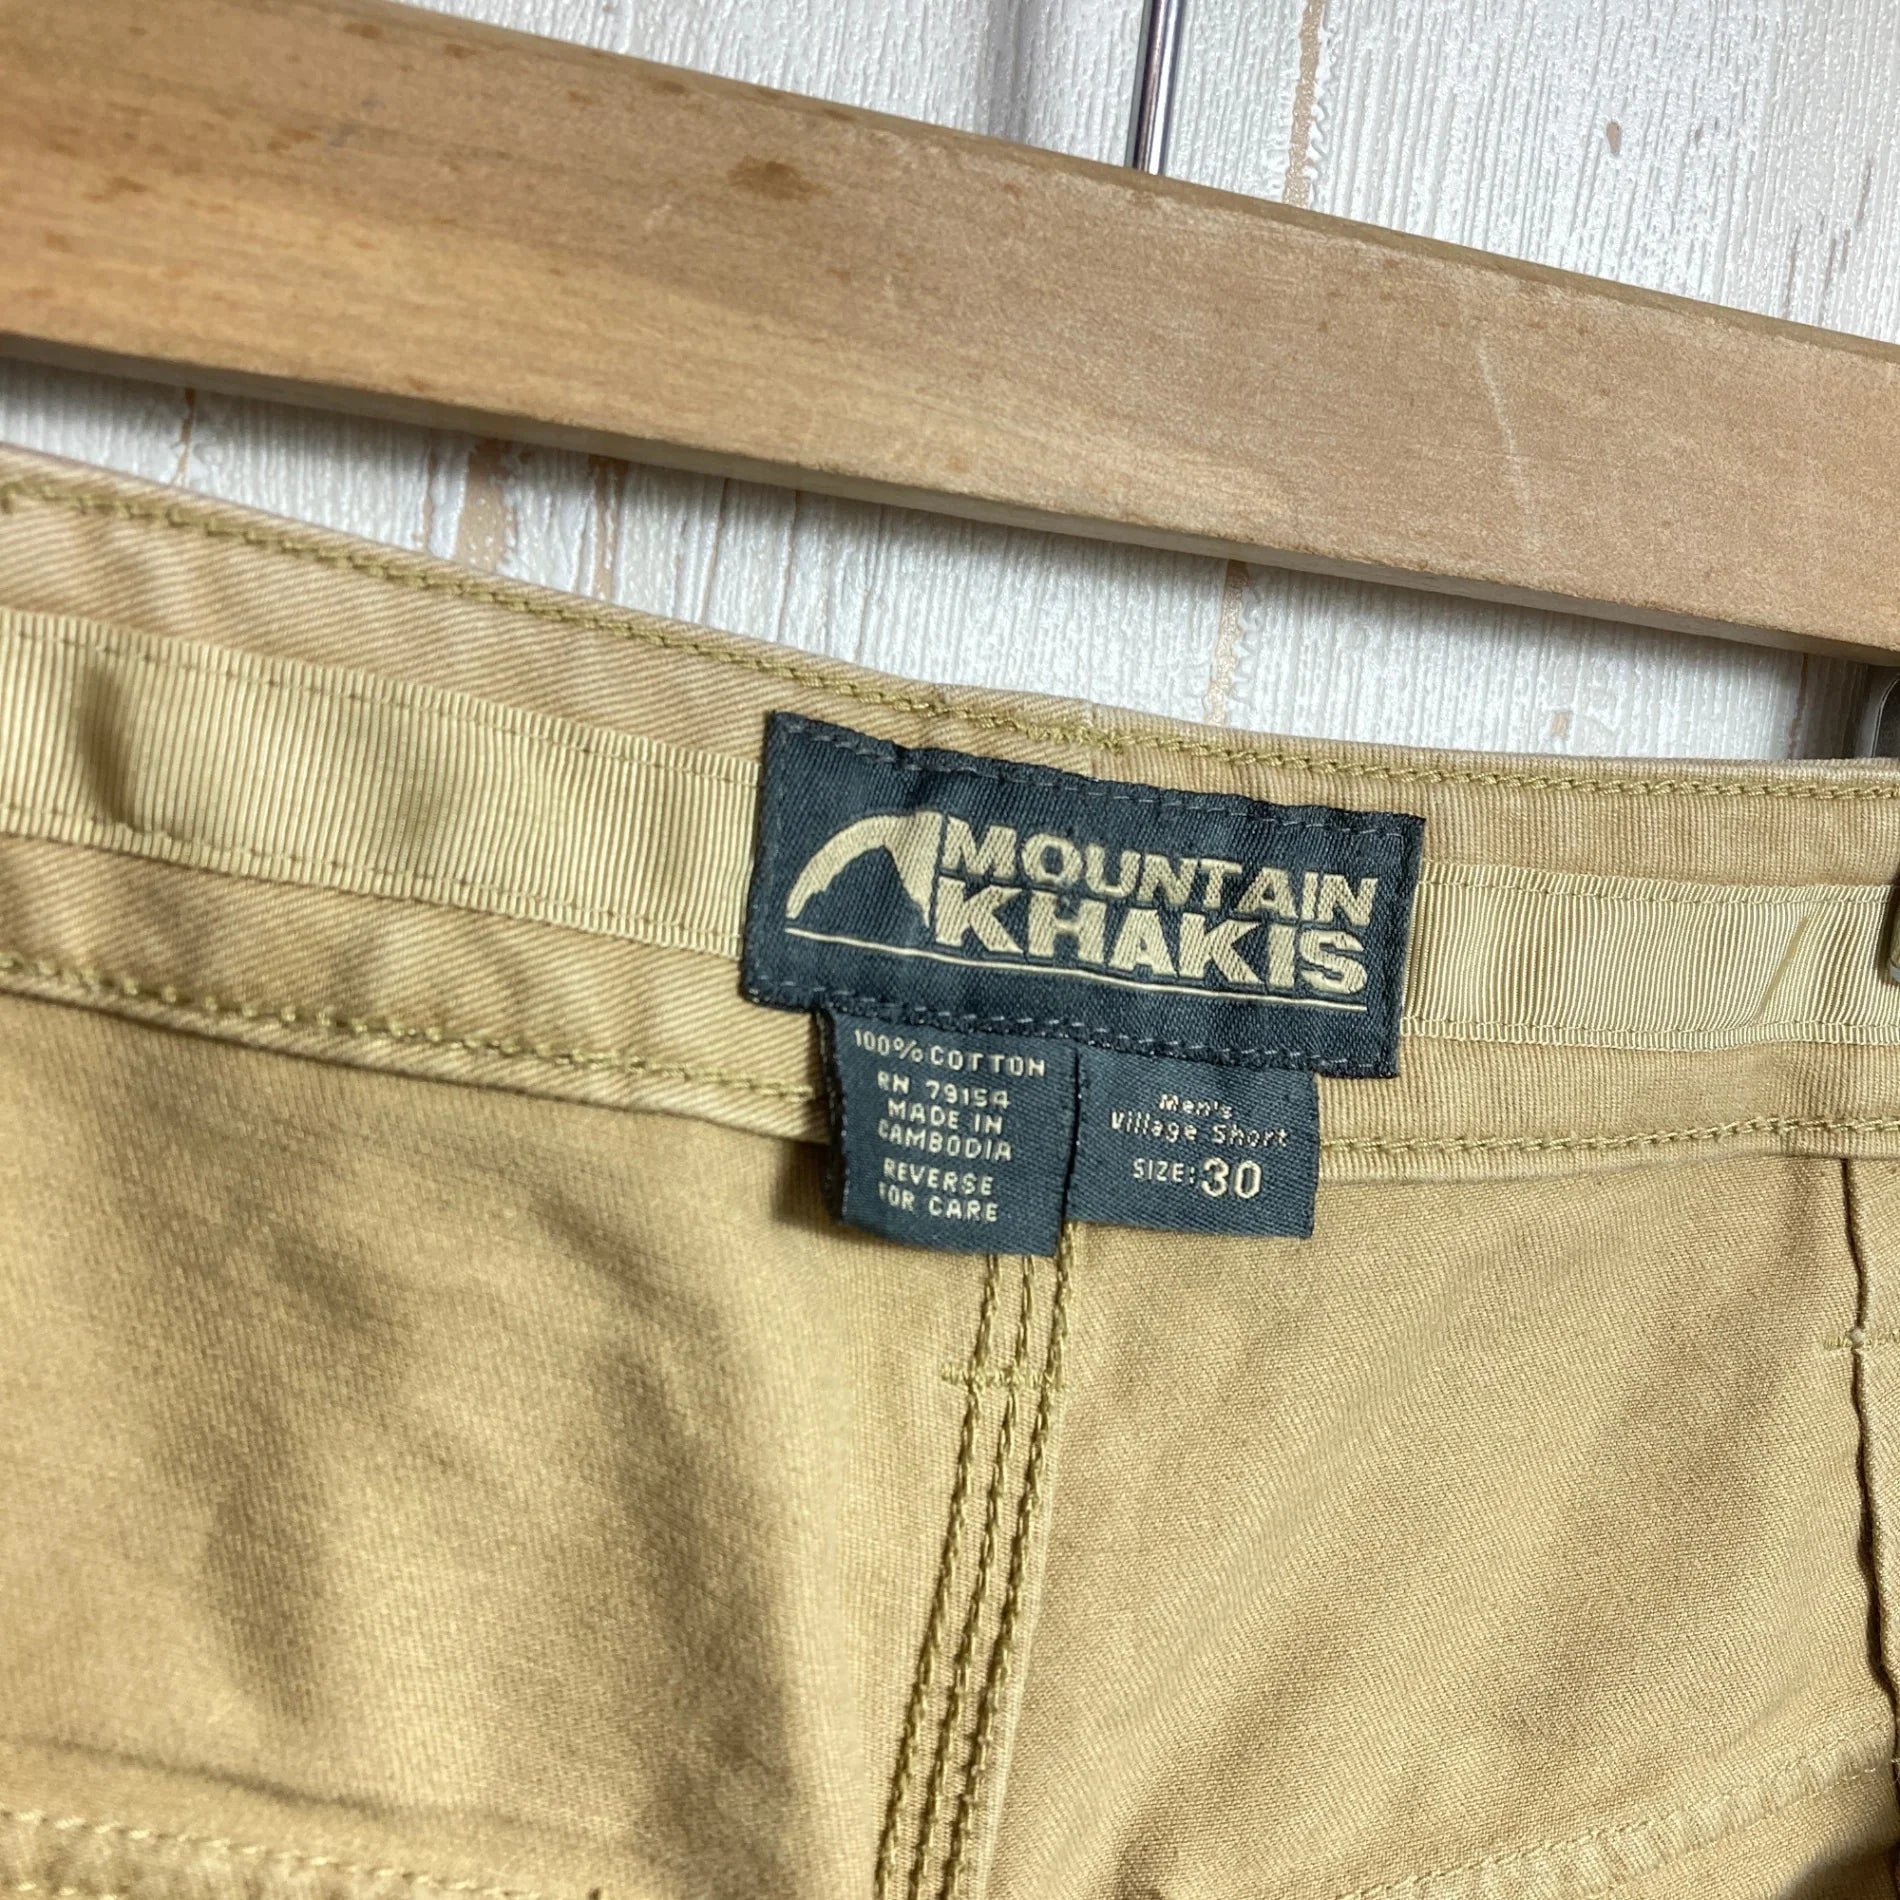 MOUNTAIN
KHAKIS
100% COTTON
RN 79154
MADE IN
CAMBODIA
REVERSE
FOR CARE
Men's
Village Short
SIZE: 30